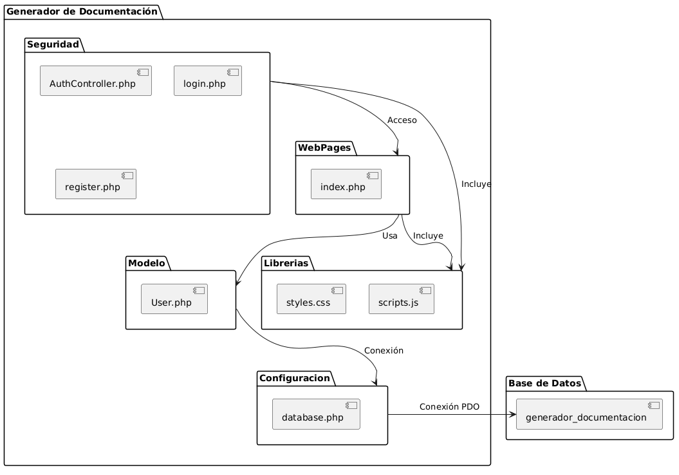 Generador de Documentación
Seguridad
AuthController.php
login.php
register.php
Acceso
Incluye
WebPages
index.php
Usa
Incluye
Modelo
User.php
Librerias
styles.css
scripts.js
Conexión
Configuracion
database.php
Conexión PDO
Base de Datos
generador_documentacion